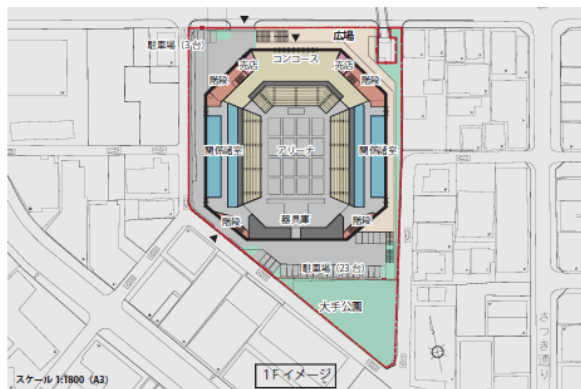 広場
駐車場（3台）
コンコース
売店
売店
階段
階段
関係諸室
アリーナ
関係諸室
階段
器具庫
階段
駐車場（23台）
大手公園
さつき通り
スケール 1:1800（A3）
1Fイメージ